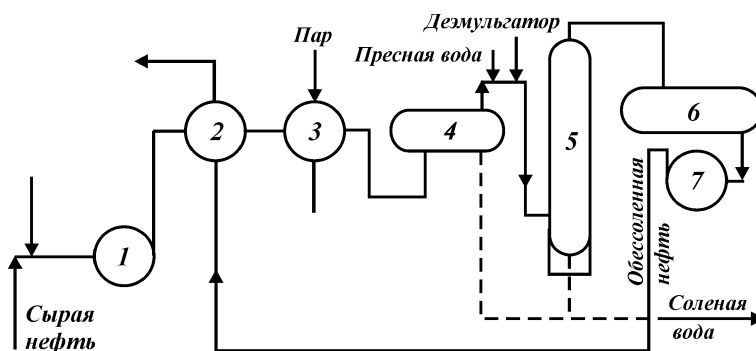 Деэмульгатор
Пар
Пресная вода
1
2
3
4
5
6
7
Обессоленная
нефть
Сырая
нефть
Соленая
вода